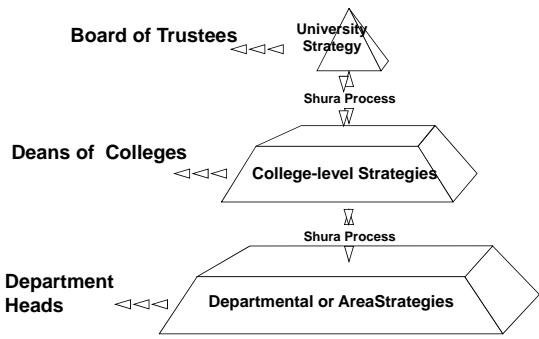 Board of Trustees
University
Strategy
Shura Process
Deans of Colleges
College-level Strategies
Shura Process
Department
Heads
Departmental or AreaStrategies